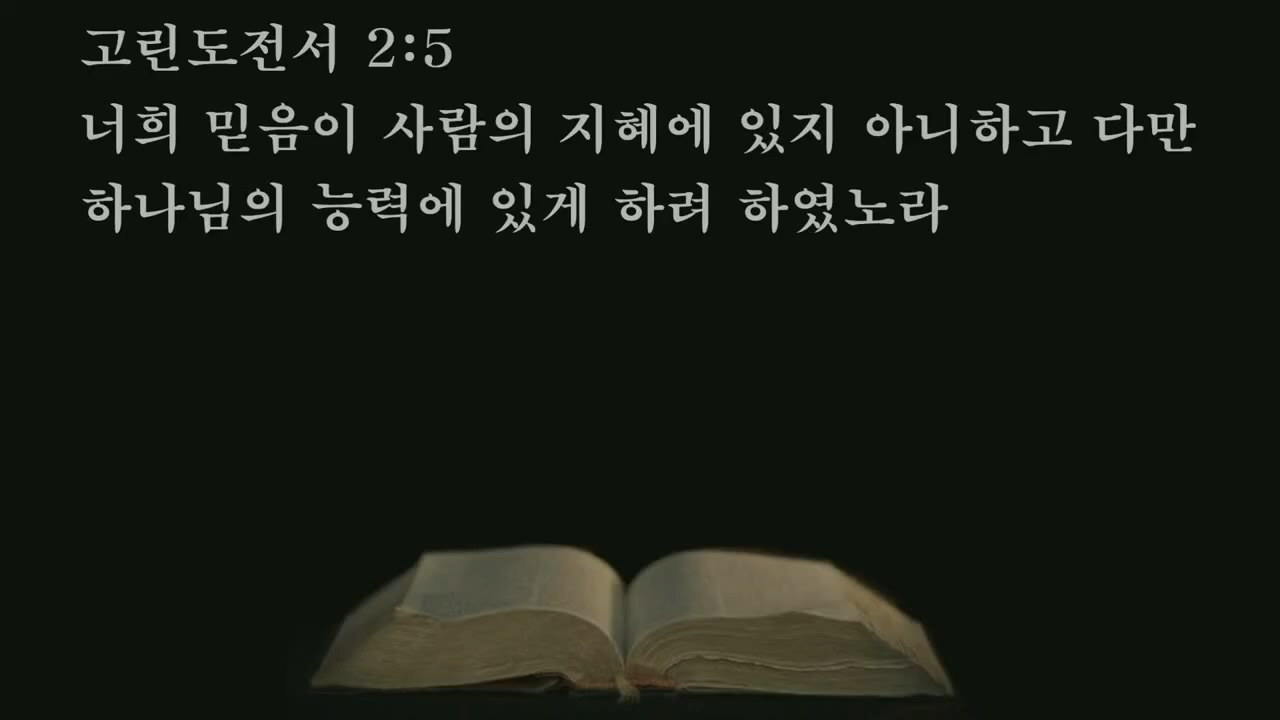 고린도전서 2:5
너희 믿음이 사람의 지혜에 있지 아니하고 다만
하나님의 능력에 있게 하려 하였노라